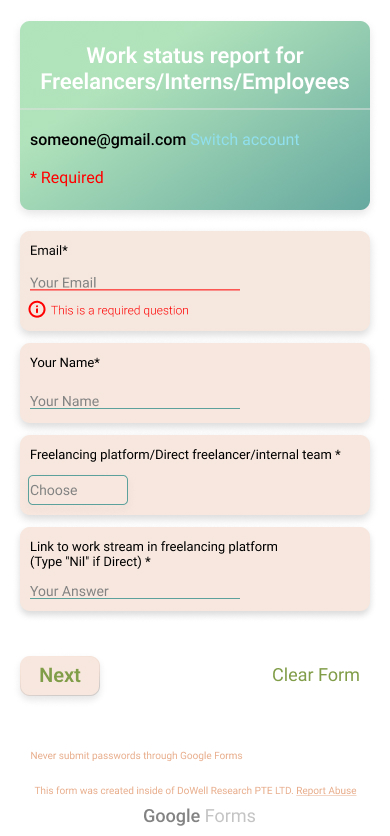 Work status report for
Freelancers/Interns/Employees
someone@gmail.com Switch account
* Required
Email*
Your Email
This is a required question
Your Name*
Your Name
Freelancing platform/Direct freelancer/internal team *
Choose
Link to work stream in freelancing platform
(Type "Nil" if Direct) *
Your Answer
Next
Clear Form
Never submit passwords through Google Forms
This form was created inside of DoWell Research PTE LTD. Report Abuse
Google Forms